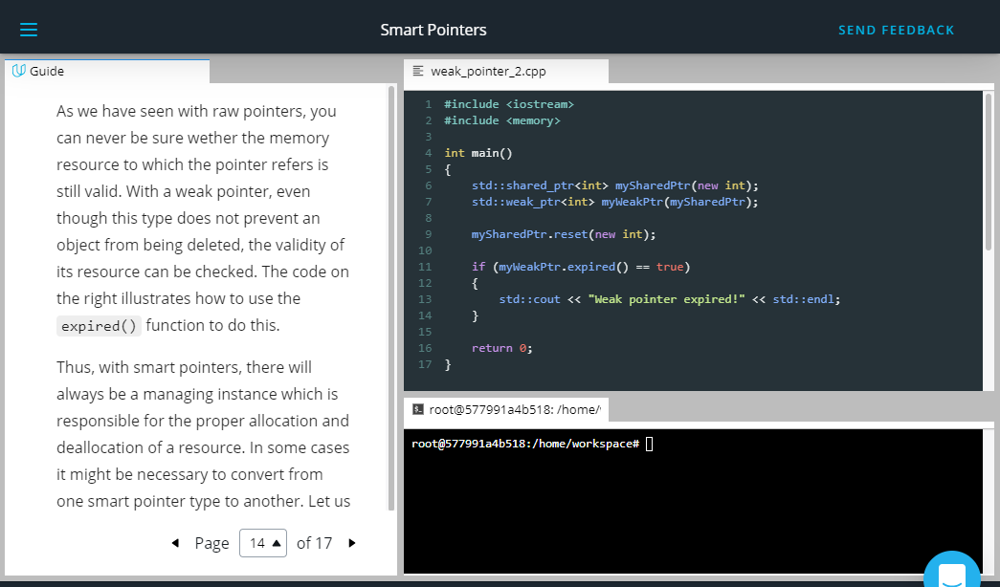 Smart Pointers
SEND FEEDBACK
Guide
As we have seen with raw pointers, you
can never be sure wether the memory
resource to which the pointer refers is
still valid. With a weak pointer, even
though this type does not prevent an
object from being deleted, the validity of
its resource can be checked. The code on
the right illustrates how to use the
expired() function to do this.
Thus, with smart pointers, there will
always be a managing instance which is
responsible for the proper allocation and
deallocation of a resource. In some cases
it might be necessary to convert from
one smart pointer type to another. Let us
Page 14 of 17
weak_pointer_2.cpp
1 #include <iostream>
2 #include <memory>
3
4 int main()
5 {
6     std::shared_ptr<int> mySharedPtr(new int);
7     std::weak_ptr<int> myWeakPtr(mySharedPtr);
8
9     mySharedPtr.reset(new int);
10
11     if (myWeakPtr.expired() == true)
12     {
13         std::cout << "Weak pointer expired!" << std::endl;
14     }
15
16     return 0;
17 }
root@577991a4b518: /home/
root@577991a4b518:/home/workspace#